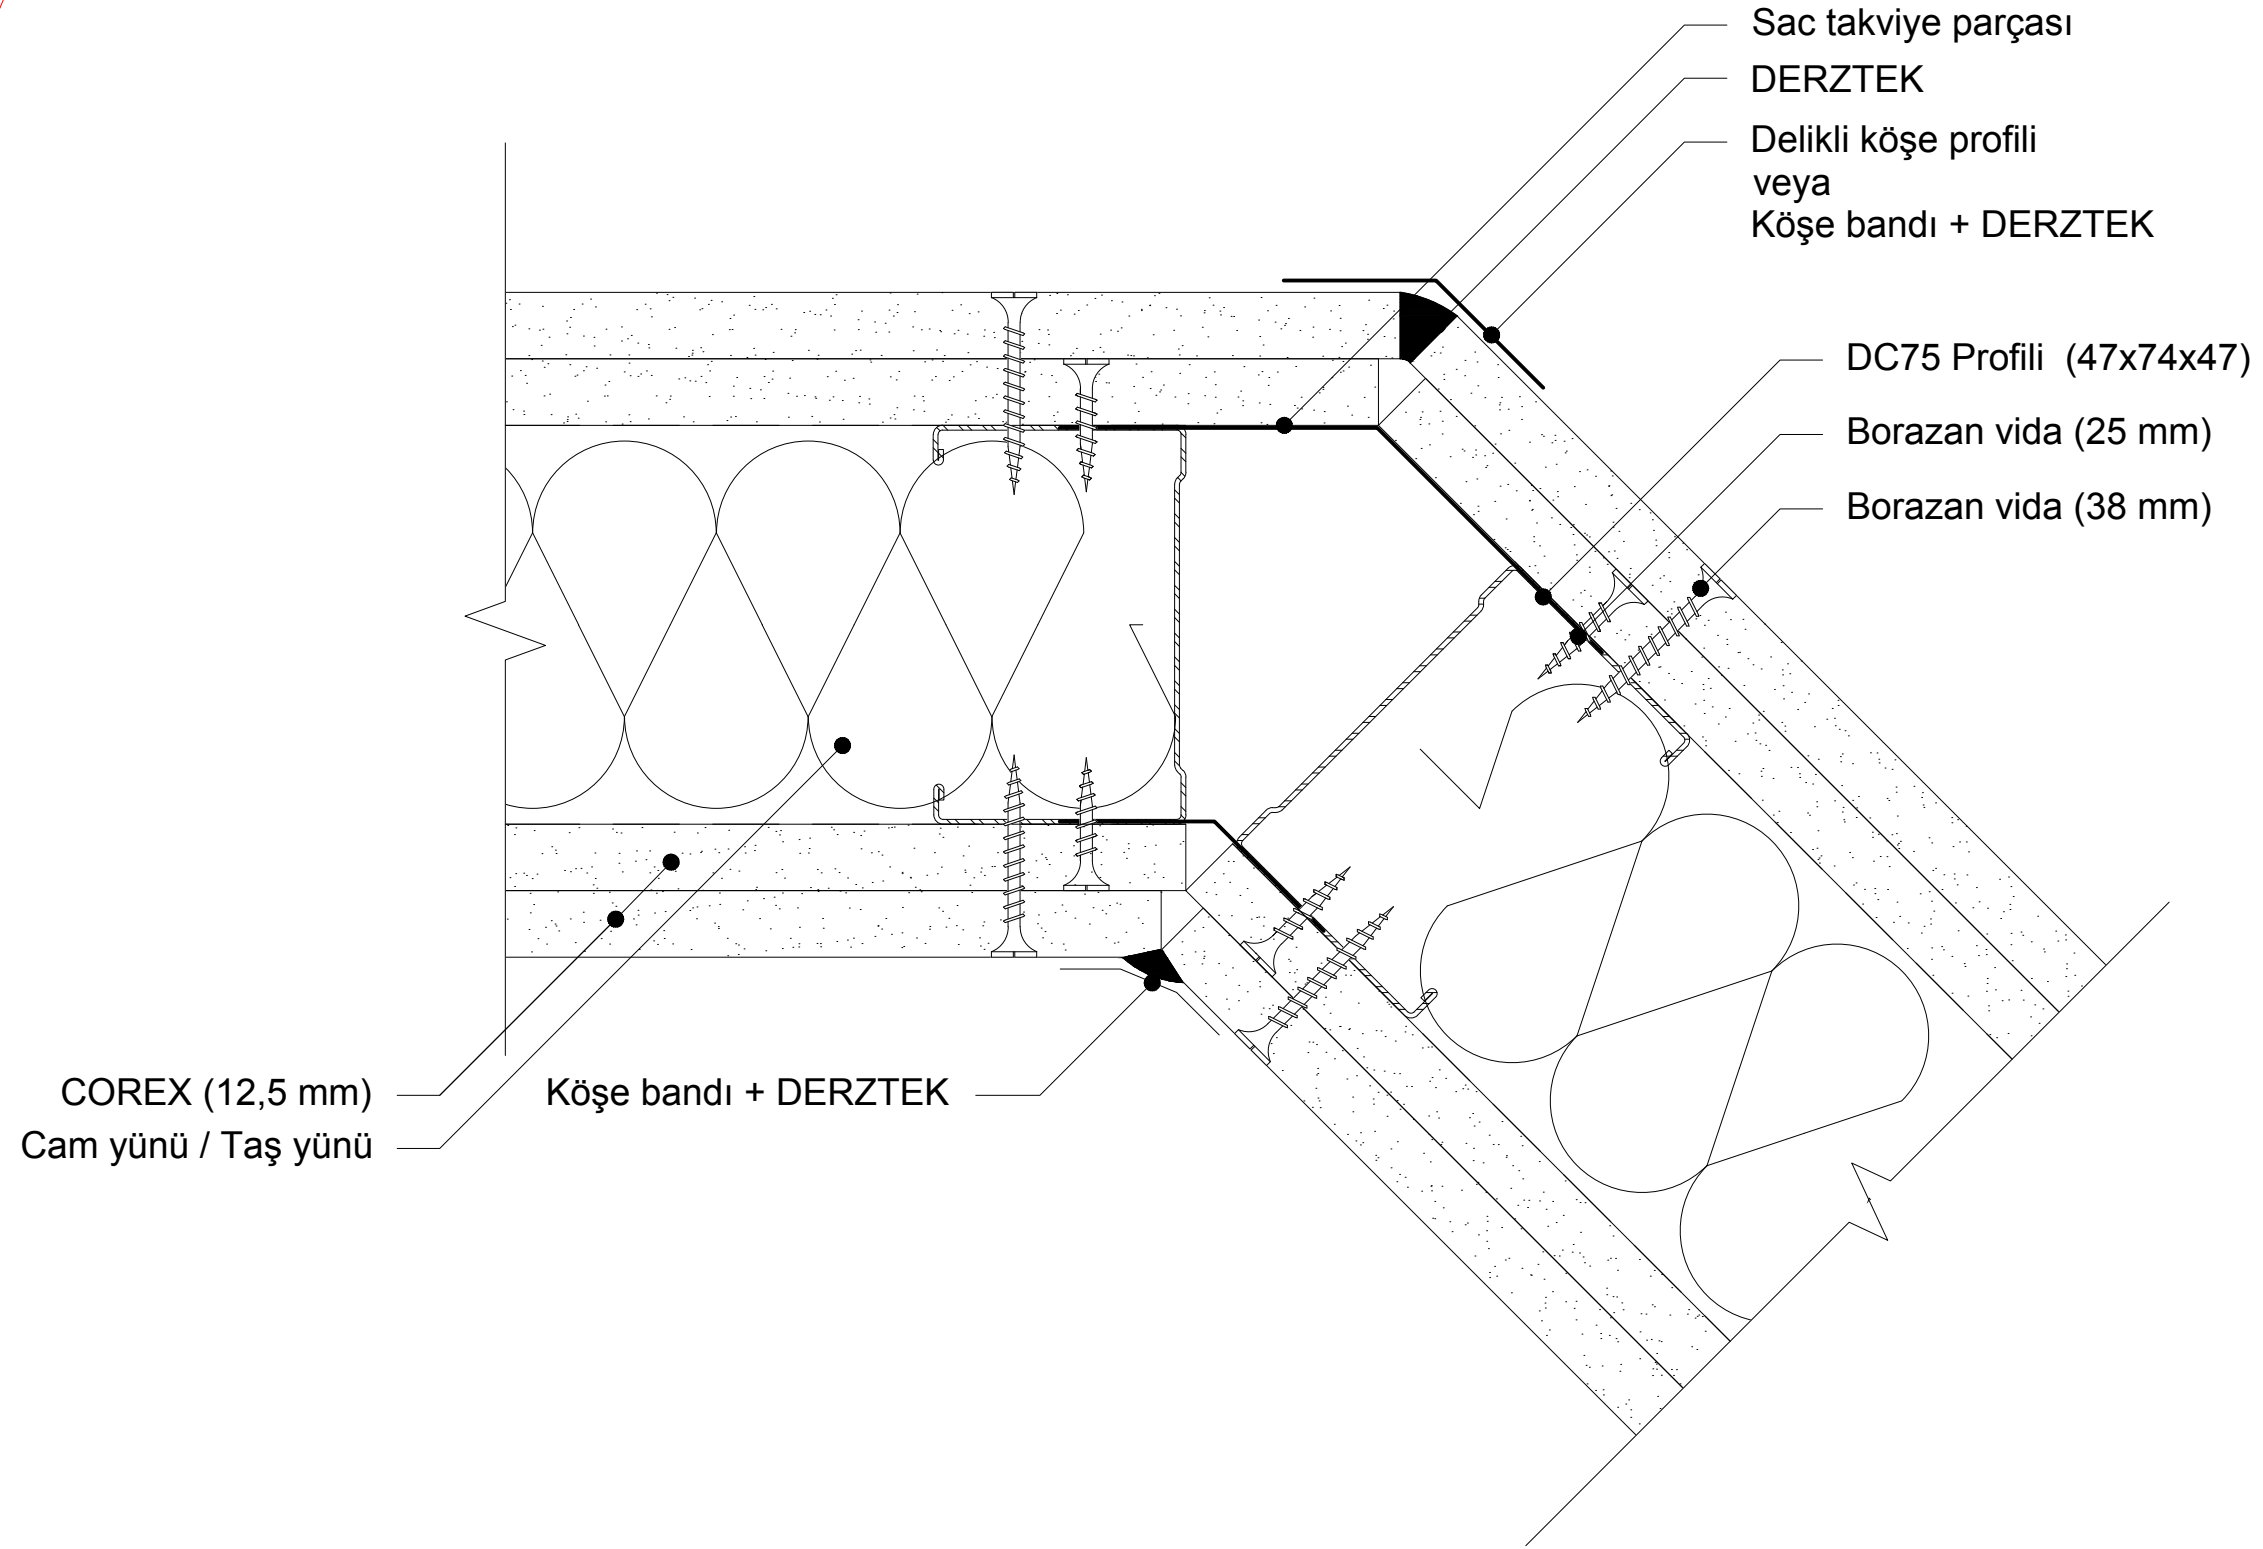 Sac takviye parçası
DERZTEK
Delikli köşe profili
veya
Köşe bandı + DERZTEK
DC75 Profili (47x74x47)
Borazan vida (25 mm)
Borazan vida (38 mm)
COREX (12,5 mm)
Köşe bandı + DERZTEK
Cam yünü / Taş yünü